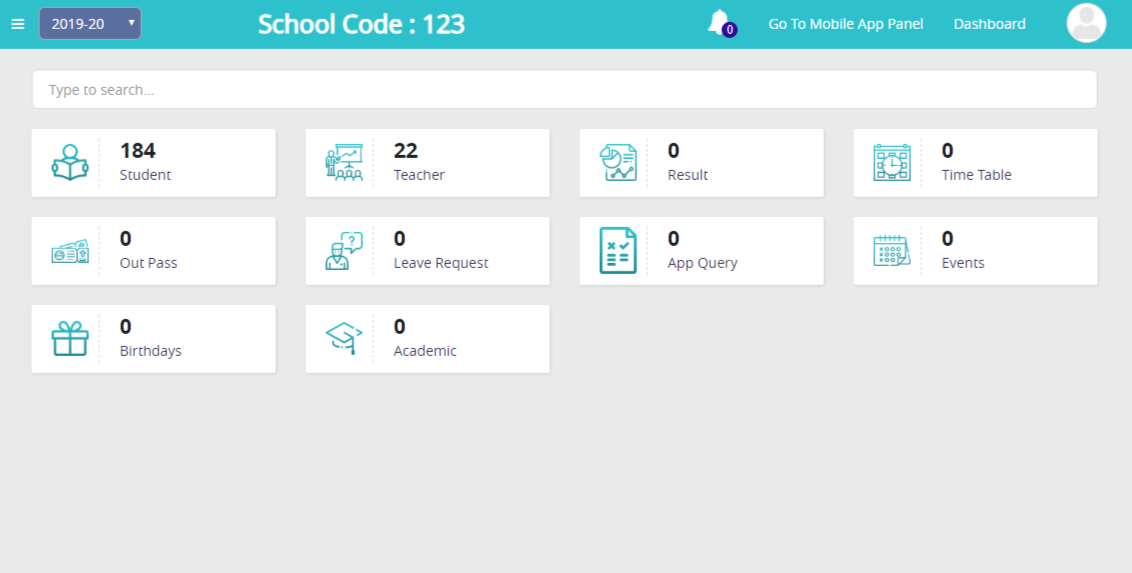 2019-20
School Code : 123
0
Go To Mobile App Panel
Dashboard
Type to search...
184
Student
22
Teacher
0
Result
0
Time Table
0
Out Pass
0
Leave Request
0
App Query
0
Events
0
Birthdays
0
Academic